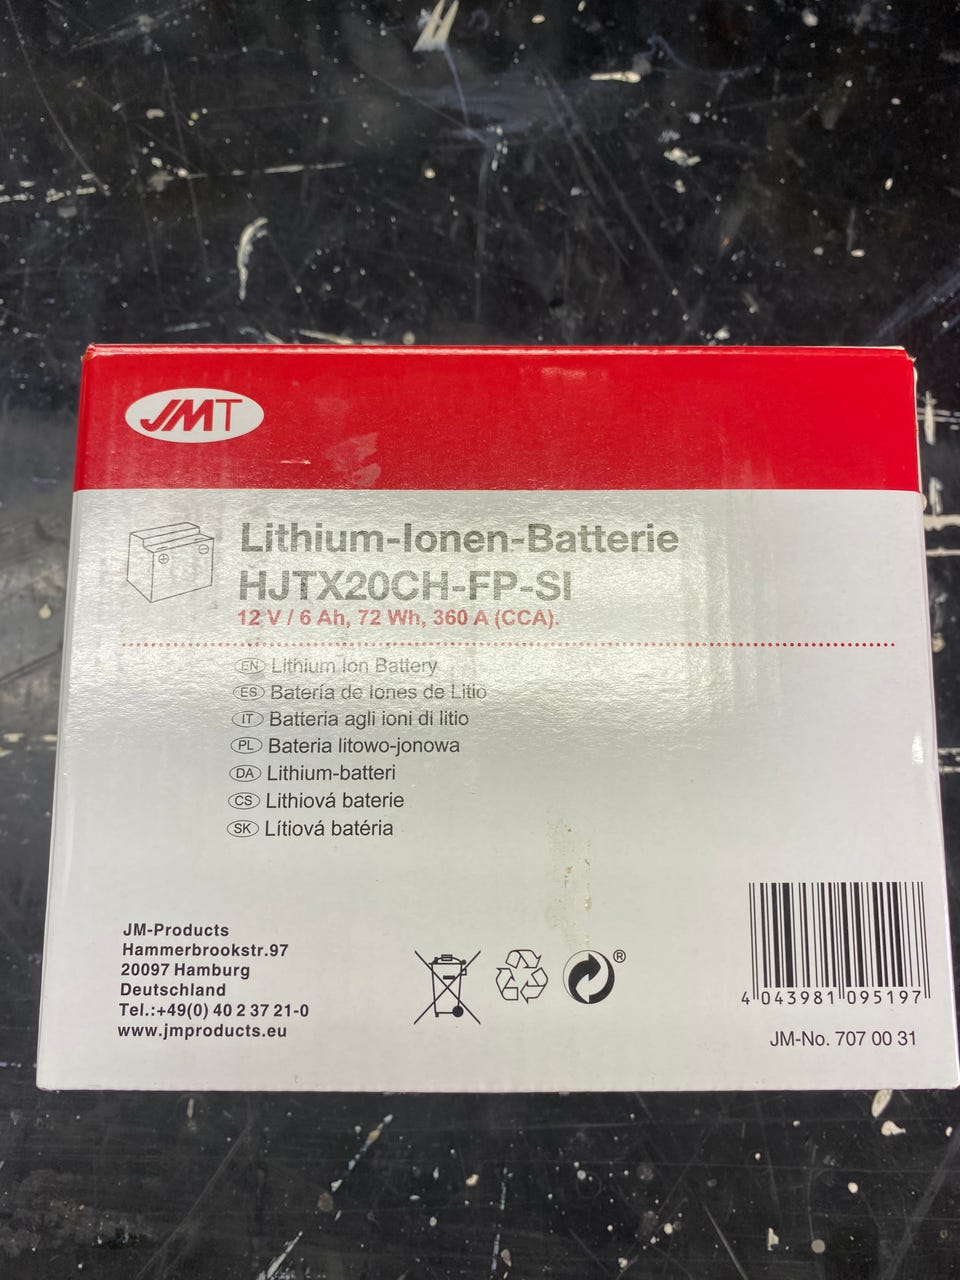 JMT
Lithium-Ionen-Batterie
HJTX20CH-FP-SI
12 V / 6 Ah, 72 Wh, 360 A (CCA).
EN Lithium Ion Battery
ES Batería de Iones de Litio
IT Batteria agli ioni di litio
PL Bateria litowo-jonowa
DA Lithium-batteri
CS Lithiová baterie
SK Lítiová batéria
JM-Products
Hammerbrookstr.97
20097 Hamburg
Deutschland
Tel.:+49(0) 40 2 37 21-0
www.jmproducts.eu
®
4 043981 095197
JM-No. 707 00 31